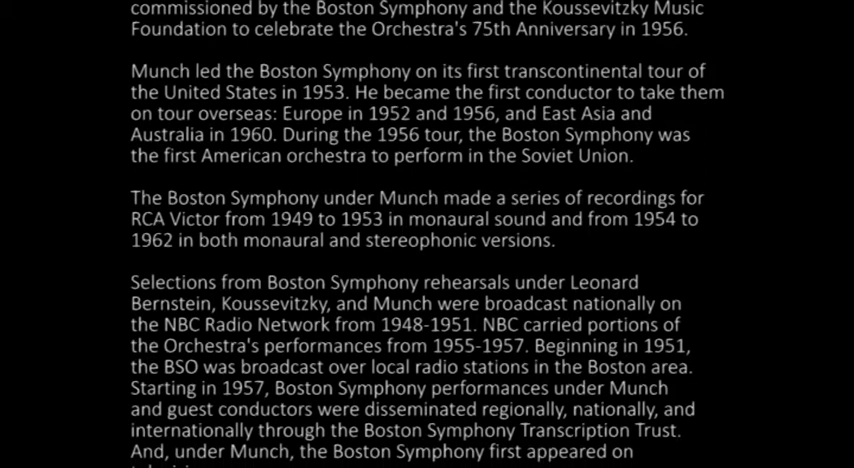 commissioned by the Boston Symphony and the Koussevitzky Music
Foundation to celebrate the Orchestra's 75th Anniversary in 1956.
Munch led the Boston Symphony on its first transcontinental tour of
the United States in 1953. He became the first conductor to take them
on tour overseas: Europe in 1952 and 1956, and East Asia and
Australia in 1960. During the 1956 tour, the Boston Symphony was
the first American orchestra to perform in the Soviet Union.
The Boston Symphony under Munch made a series of recordings for
RCA Victor from 1949 to 1953 in monaural sound and from 1954 to
1962 in both monaural and stereophonic versions.
Selections from Boston Symphony rehearsals under Leonard
Bernstein, Koussevitzky, and Munch were broadcast nationally on
the NBC Radio Network from 1948-1951. NBC carried portions of
the Orchestra's performances from 1955-1957. Beginning in 1951,
the BSO was broadcast over local radio stations in the Boston area.
Starting in 1957, Boston Symphony performances under Munch
and guest conductors were disseminated regionally, nationally, and
internationally through the Boston Symphony Transcription Trust.
And, under Munch, the Boston Symphony first appeared on